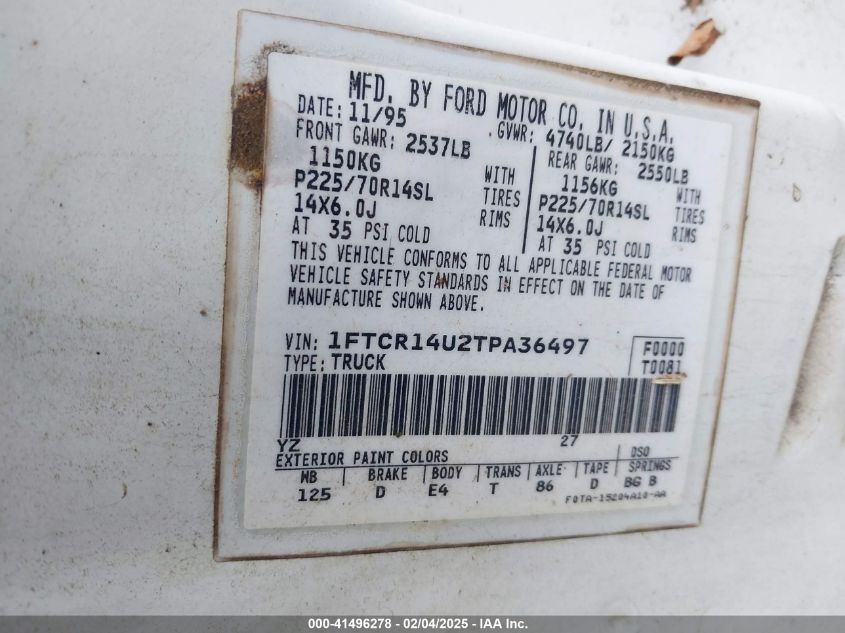 MFD. BY FORD MOTOR CO. IN U.S.A.
DATE: 11/95 GVWR: 4740LB/ 2150KG
FRONT GAWR: 2537LB REAR GAWR: 2550LB
1150KG WITH 1156KG WITH
P225/70R14SL TIRES P225/70R14SL TIRES
14X6.0J RIMS 14X6.0J RIMS
AT 35 PSI COLD AT 35 PSI COLD
THIS VEHICLE CONFORMS TO ALL APPLICABLE FEDERAL MOTOR
VEHICLE SAFETY STANDARDS IN EFFECT ON THE DATE OF
MANUFACTURE SHOWN ABOVE.
VIN: 1FTCR14U2TPA36497 F0000
TYPE: TRUCK T0081
YZ 27
EXTERIOR PAINT COLORS DSO
WB BRAKE BODY TRANS AXLE TAPE SPRINGS
125 D E4 T 86 D BG B
F0TA-15204A10-AA
000-41496278 - 02/04/2025 - IAA Inc.